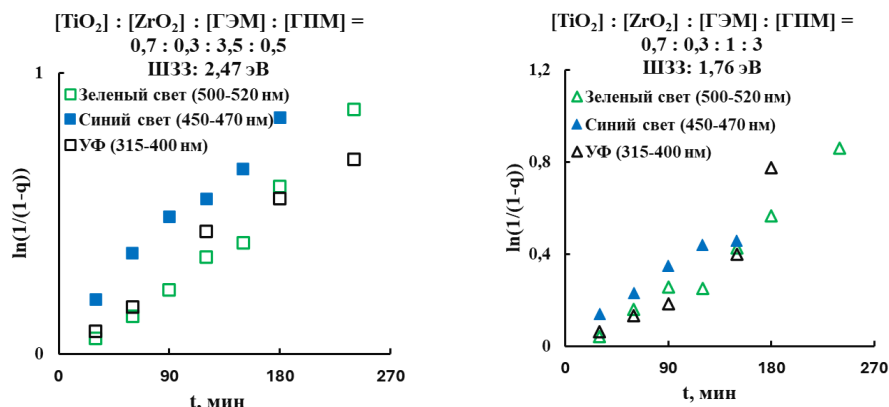 [TiO₂] : [ZrO₂] : [ГЭМ] : [ГПМ] =
0,7 : 0,3 : 3,5 : 0,5
ШЗЗ: 2,47 эВ
1
Зеленый свет (500-520 нм)
Синий свет (450-470 нм)
УФ (315-400 нм)
ln(1/(1-q))
0
0
90
180
270
t, мин
[TiO₂] : [ZrO₂] : [ГЭМ] : [ГПМ] =
0,7 : 0,3 : 1 : 3
ШЗЗ: 1,76 эВ
1,2
Зеленый свет (500-520 нм)
Синий свет (450-470 нм)
УФ (315-400 нм)
0,8
ln(1/(1-q))
0,4
0
0
90
180
270
t, мин